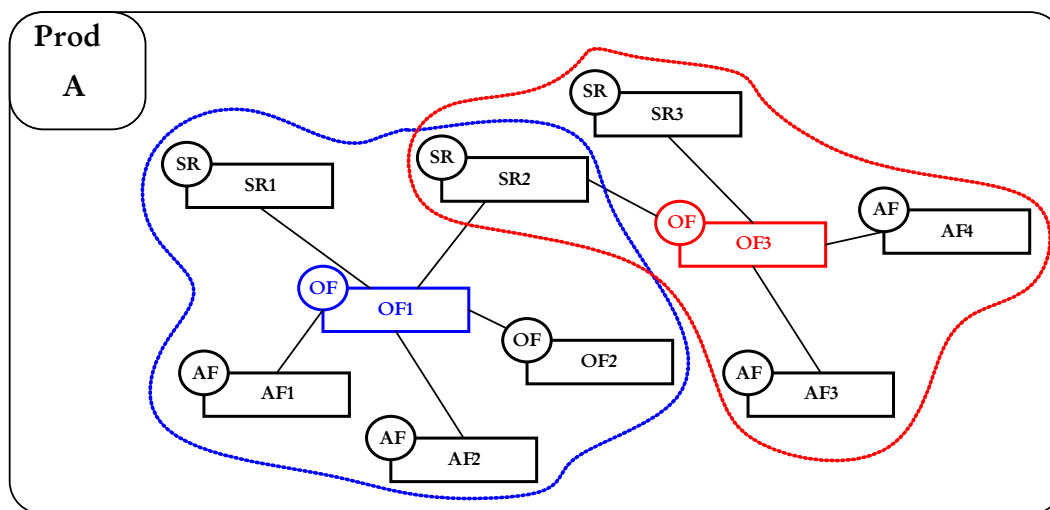 Prod
A
SR
SR3
SR
SR1
SR
SR2
AF
AF4
OF
OF3
OF
OF1
OF
OF2
AF
AF1
AF
AF3
AF
AF2